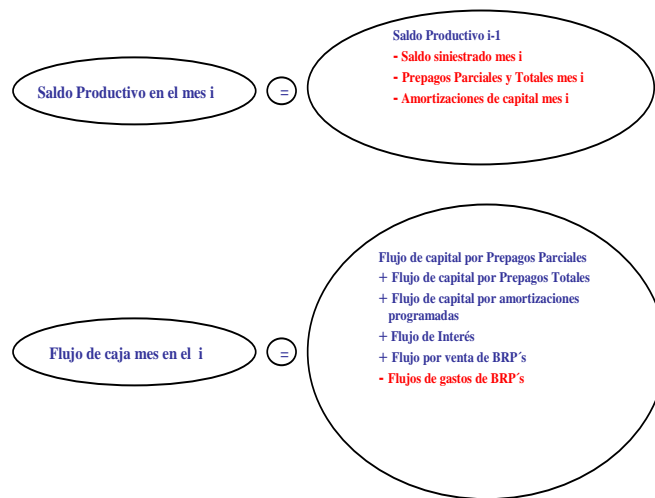 Saldo Productivo en el mes i
=
Saldo Productivo i-1
- Saldo siniestrado mes i
- Prepagos Parciales y Totales mes i
- Amortizaciones de capital mes i
Flujo de caja mes en el i
=
Flujo de capital por Prepagos Parciales
+ Flujo de capital por Prepagos Totales
+ Flujo de capital por amortizaciones
programadas
+ Flujo de Interés
+ Flujo por venta de BRP´s
- Flujos de gastos de BRP´s